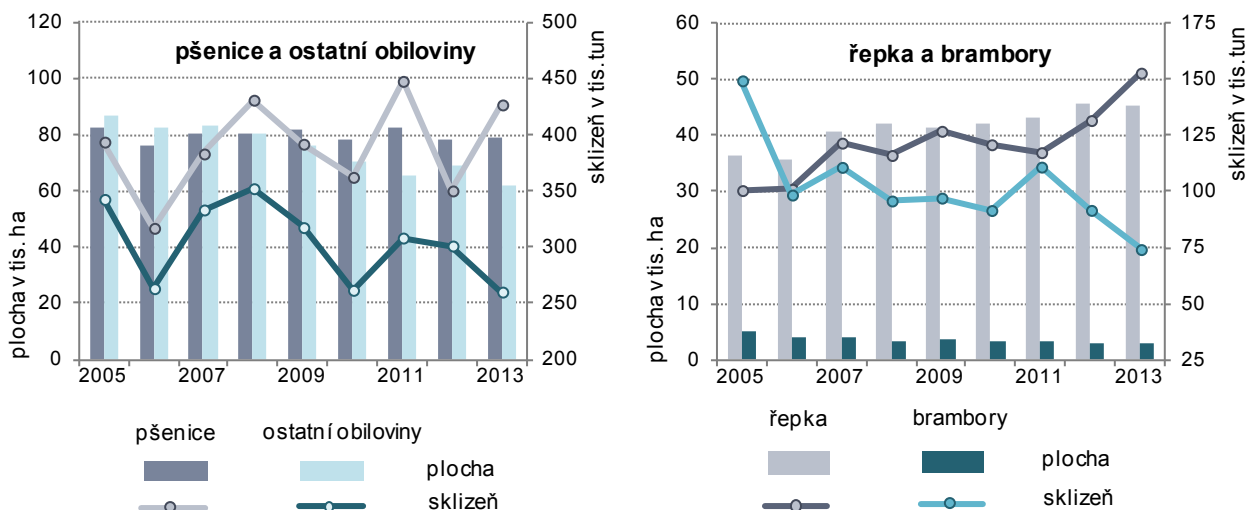 pšenice a ostatní obiloviny
plocha v tis. ha
120
100
80
60
40
20
0
500
450
400
350
300
250
200
sklizeň v tis. tun
2005 2007 2009 2011 2013
pšenice ostatní obiloviny
plocha
sklizeň
řepka a brambory
plocha v tis. ha
60
50
40
30
20
10
0
175
150
125
100
75
50
25
sklizeň v tis. tun
2005 2007 2009 2011 2013
řepka brambory
plocha
sklizeň